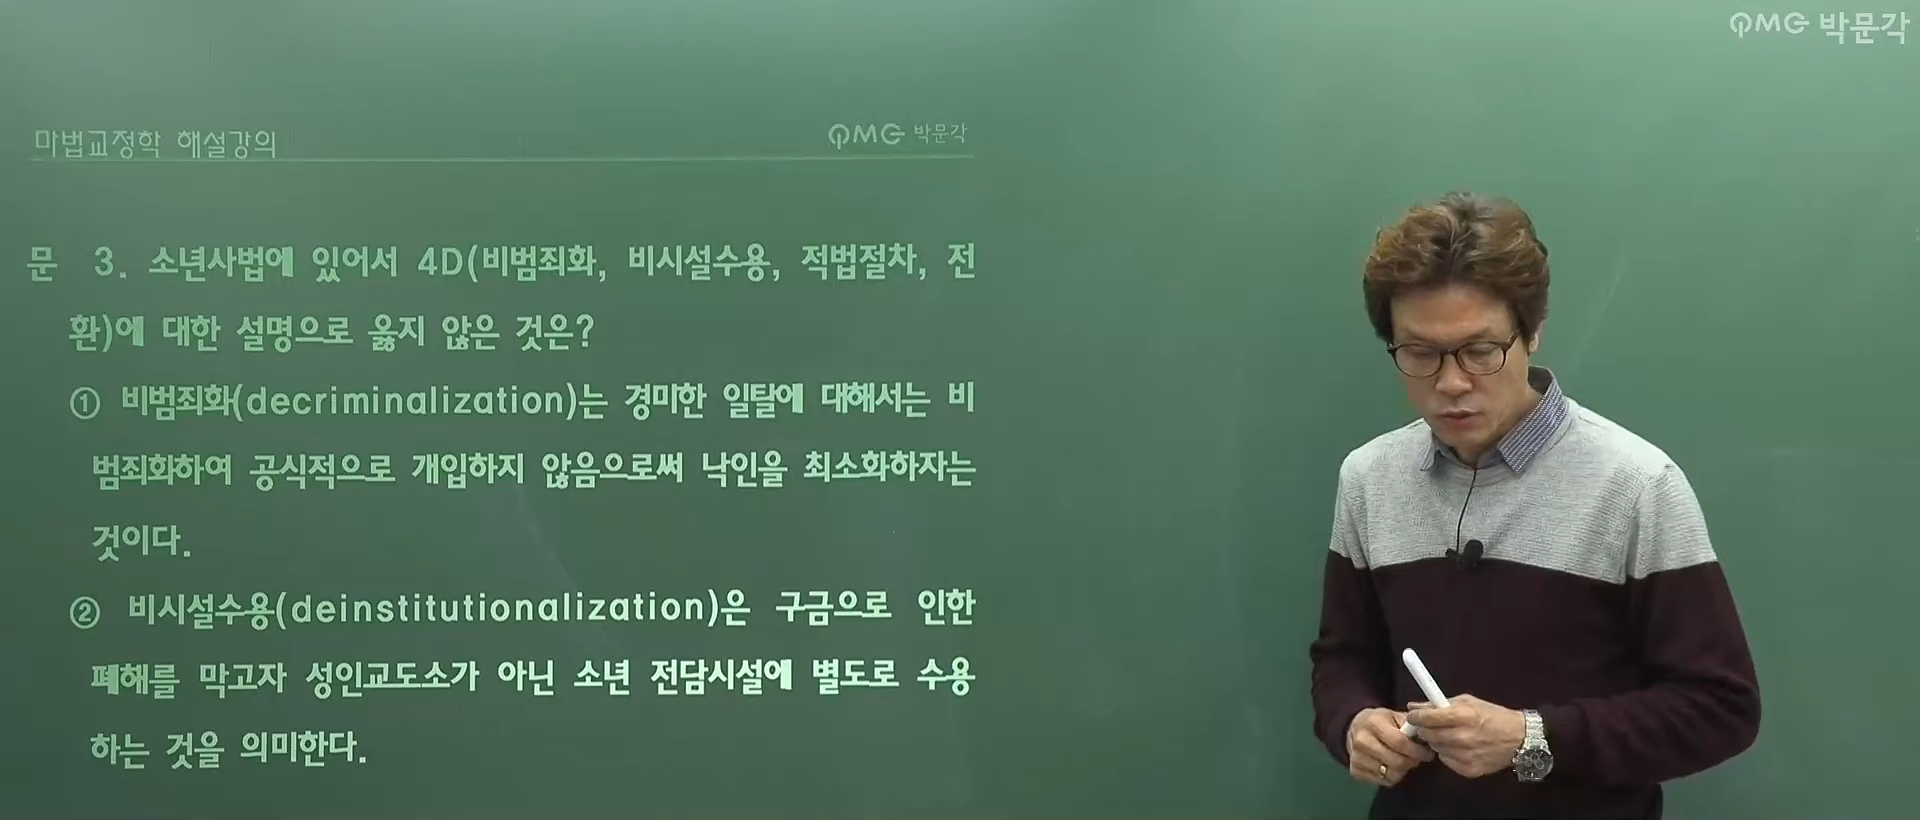 PMG 박문각
마법교정학 해설강의
PMG 박문각
문 3. 소년사법에 있어서 4D(비범죄화, 비시설수용, 적법절차, 전
환)에 대한 설명으로 옳지 않은 것은?
① 비범죄화(decriminalization)는 경미한 일탈에 대해서는 비
범죄화하여 공식적으로 개입하지 않음으로써 낙인을 최소화하자는
것이다.
② 비시설수용(deinstitutionalization)은 구금으로 인한
폐해를 막고자 성인교도소가 아닌 소년 전담시설에 별도로 수용
하는 것을 의미한다.